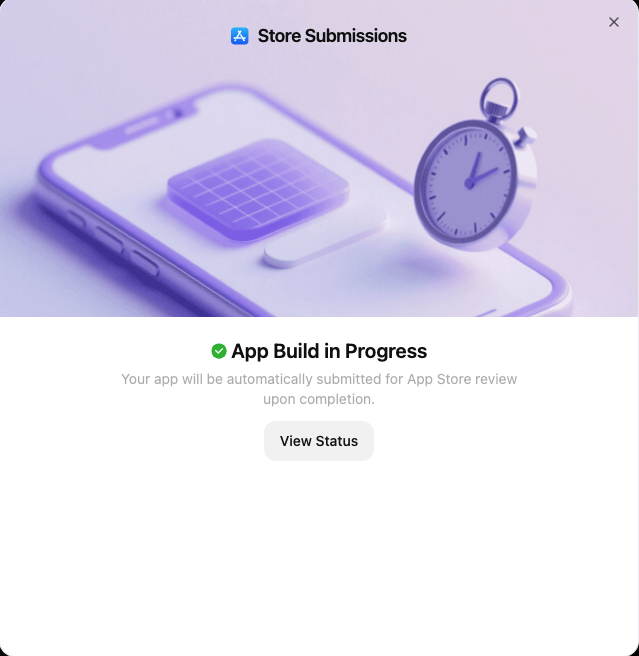 Store Submissions
App Build in Progress
Your app will be automatically submitted for App Store review
upon completion.
View Status